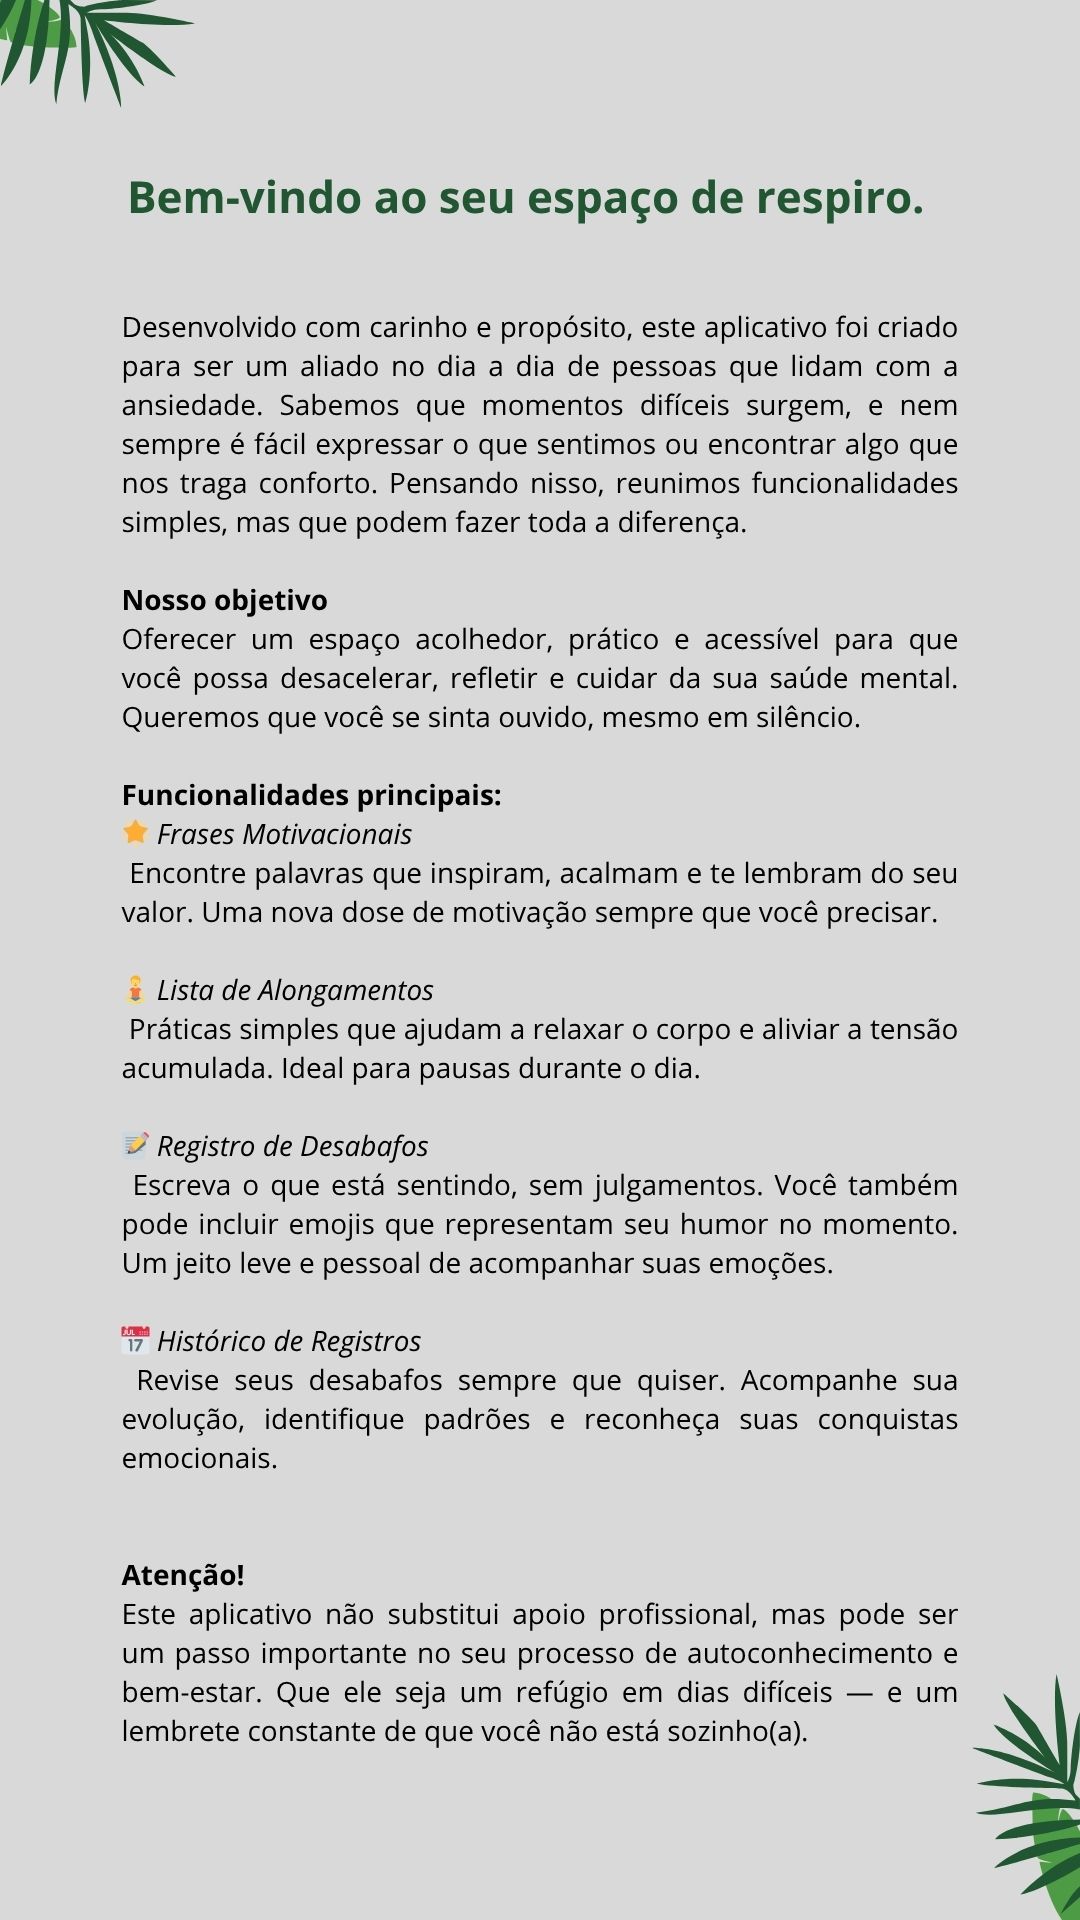 Bem-vindo ao seu espaço de respiro.
Desenvolvido com carinho e propósito, este aplicativo foi criado
para ser um aliado no dia a dia de pessoas que lidam com a
ansiedade. Sabemos que momentos difíceis surgem, e nem
sempre é fácil expressar o que sentimos ou encontrar algo que
nos traga conforto. Pensando nisso, reunimos funcionalidades
simples, mas que podem fazer toda a diferença.
Nosso objetivo
Oferecer um espaço acolhedor, prático e acessível para que
você possa desacelerar, refletir e cuidar da sua saúde mental.
Queremos que você se sinta ouvido, mesmo em silêncio.
Funcionalidades principais:
⭐ Frases Motivacionais
Encontre palavras que inspiram, acalmam e te lembram do seu
valor. Uma nova dose de motivação sempre que você precisar.
🧘 Lista de Alongamentos
Práticas simples que ajudam a relaxar o corpo e aliviar a tensão
acumulada. Ideal para pausas durante o dia.
📝 Registro de Desabafos
Escreva o que está sentindo, sem julgamentos. Você também
pode incluir emojis que representam seu humor no momento.
Um jeito leve e pessoal de acompanhar suas emoções.
📅 Histórico de Registros
Revise seus desabafos sempre que quiser. Acompanhe sua
evolução, identifique padrões e reconheça suas conquistas
emocionais.
Atenção!
Este aplicativo não substitui apoio profissional, mas pode ser
um passo importante no seu processo de autoconhecimento e
bem-estar. Que ele seja um refúgio em dias difíceis — e um
lembrete constante de que você não está sozinho(a).